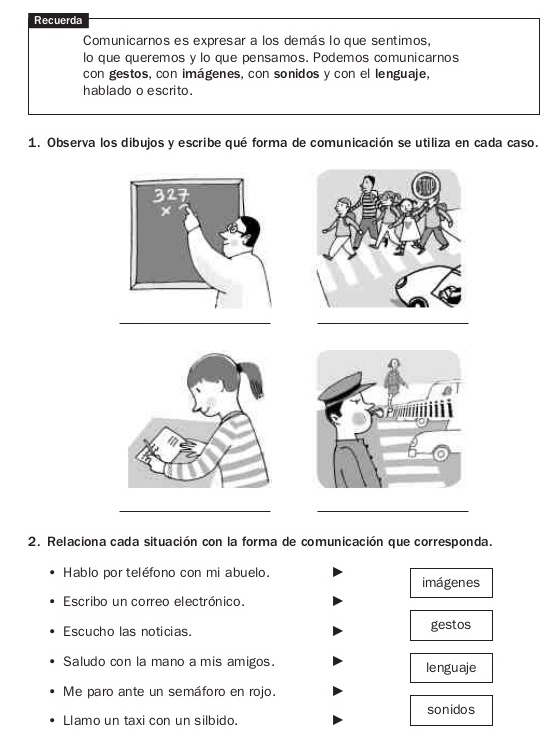 Recuerda
Comunicarnos es expresar a los demás lo que sentimos,
lo que queremos y lo que pensamos. Podemos comunicarnos
con gestos, con imágenes, con sonidos y con el lenguaje,
hablado o escrito.
1. Observa los dibujos y escribe qué forma de comunicación se utiliza en cada caso.
327
x
STOP
2. Relaciona cada situación con la forma de comunicación que corresponda.
• Hablo por teléfono con mi abuelo. ►
• Escribo un correo electrónico. ►
• Escucho las noticias. ►
• Saludo con la mano a mis amigos. ►
• Me paro ante un semáforo en rojo. ►
• Llamo un taxi con un silbido. ►
imágenes
gestos
lenguaje
sonidos